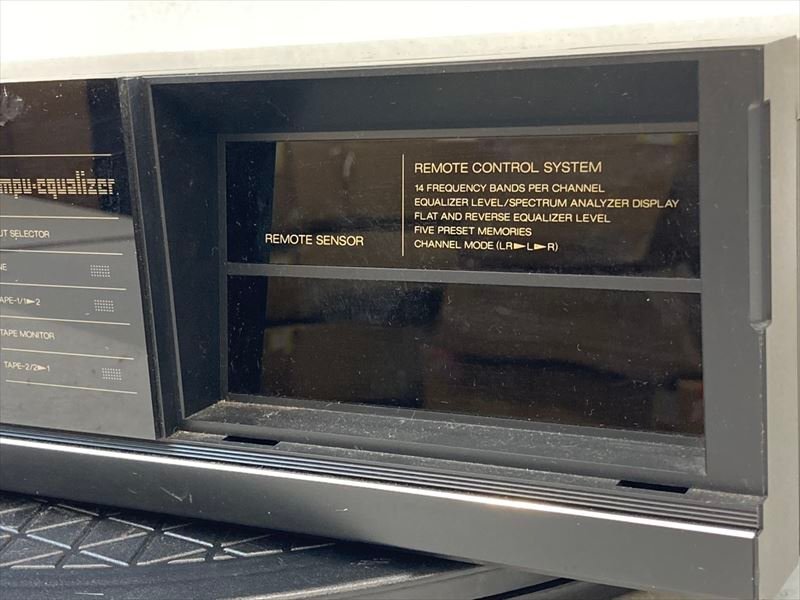 mpu-equalizer
UT SELECTOR
NE
APE-1/1►2
TAPE MONITOR
TAPE-2/2►1
REMOTE SENSOR
REMOTE CONTROL SYSTEM
14 FREQUENCY BANDS PER CHANNEL
EQUALIZER LEVEL/SPECTRUM ANALYZER DISPLAY
FLAT AND REVERSE EQUALIZER LEVEL
FIVE PRESET MEMORIES
CHANNEL MODE (LR►L►R)